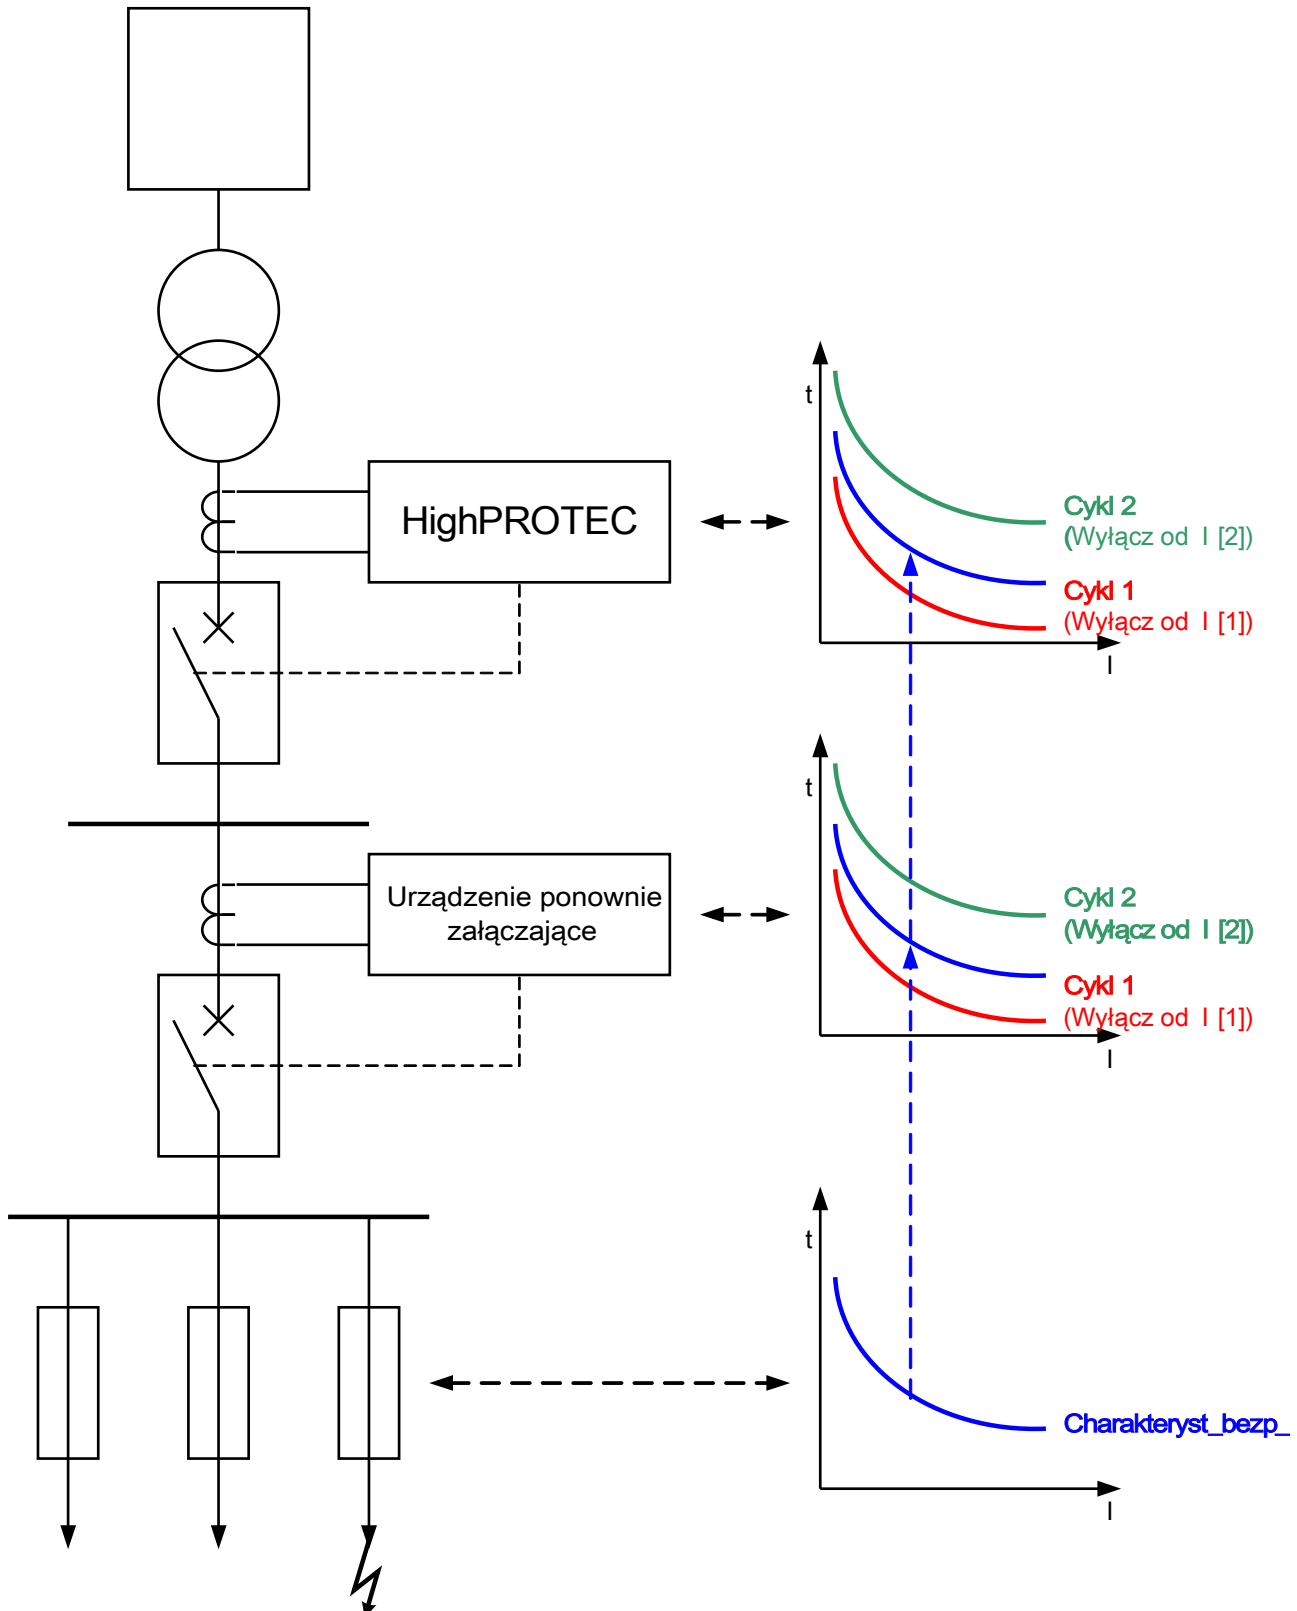 t
HighPROTEC
Cykl 2
(Wyłącz od I [2])
Cykl 1
(Wyłącz od I [1])
I
t
Urządzenie ponownie
załączające
Cykl 2
(Wyłącz od I [2])
Cykl 1
(Wyłącz od I [1])
I
t
Charakteryst_bezp_
I